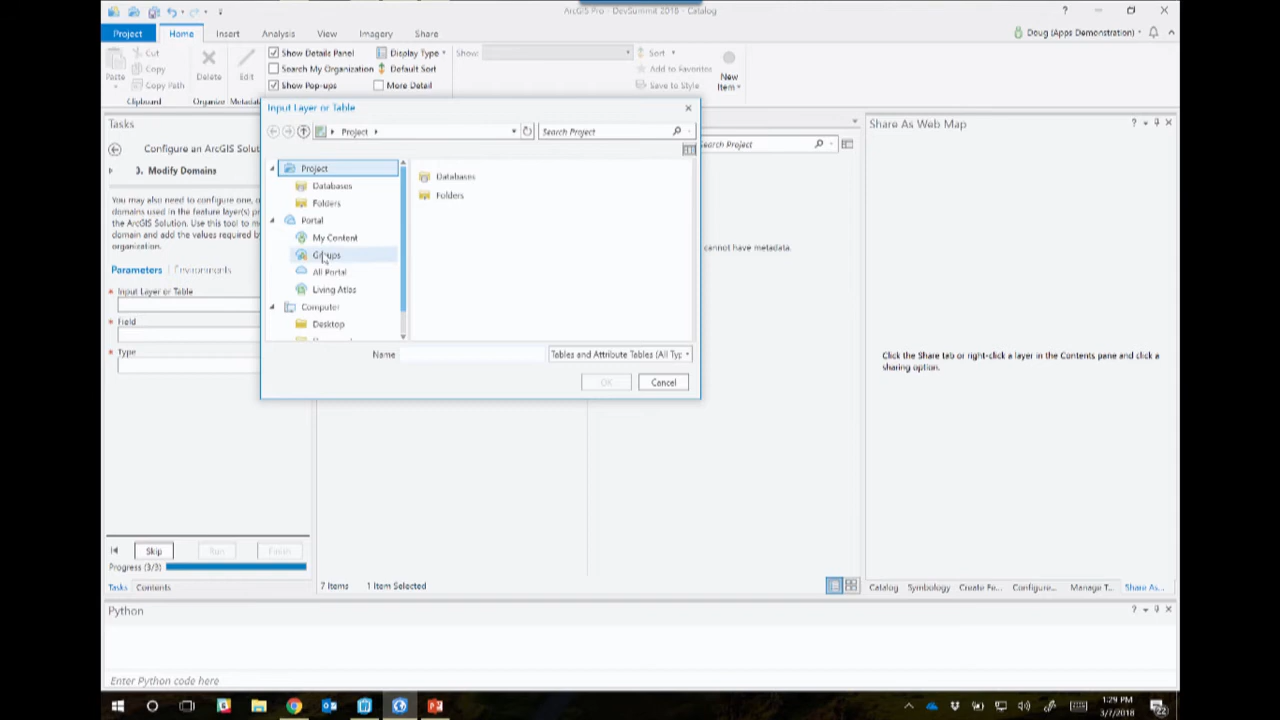 ArcGIS Pro - DevSummit 2018 - Catalog
?
Project
Home
Insert
Analysis
View
Imagery
Share
Doug (Apps Demonstration)
Paste
Cut
Copy
Copy Path
Clipboard
Delete
Organize
Edit
Show Details Panel
Search My Organization
Show Pop-ups
Display Type
Default Sort
More Detail
Show:
Sort
Add to Favorites
Save to Style
New
Item
Tasks
Configure an ArcGIS Solut
3. Modify Domains
You may also need to configure one, o
domains used in the feature layer(s) p
the ArcGIS Solution. Use this tool to m
domain and add the values required b
organization.
Parameters
Environments
* Input Layer or Table
* Field
* Type
Skip
Run
Finish
Progress (3/3)
Tasks
Contents
Input Layer or Table
Project
Search Project
Project
Databases
Folders
Portal
My Content
Groups
All Portal
Living Atlas
Computer
Desktop
Databases
Folders
Name
Tables and Attribute Tables (All Typ
OK
Cancel
Search Project
cannot have metadata.
7 Items
1 Item Selected
Share As Web Map
?
Click the Share tab or right-click a layer in the Contents pane and click a
sharing option.
Catalog
Symbology
Create Fe...
Configure...
Manage T...
Share As...
Python
?
Enter Python code here
1:29 PM
3/7/2018
22